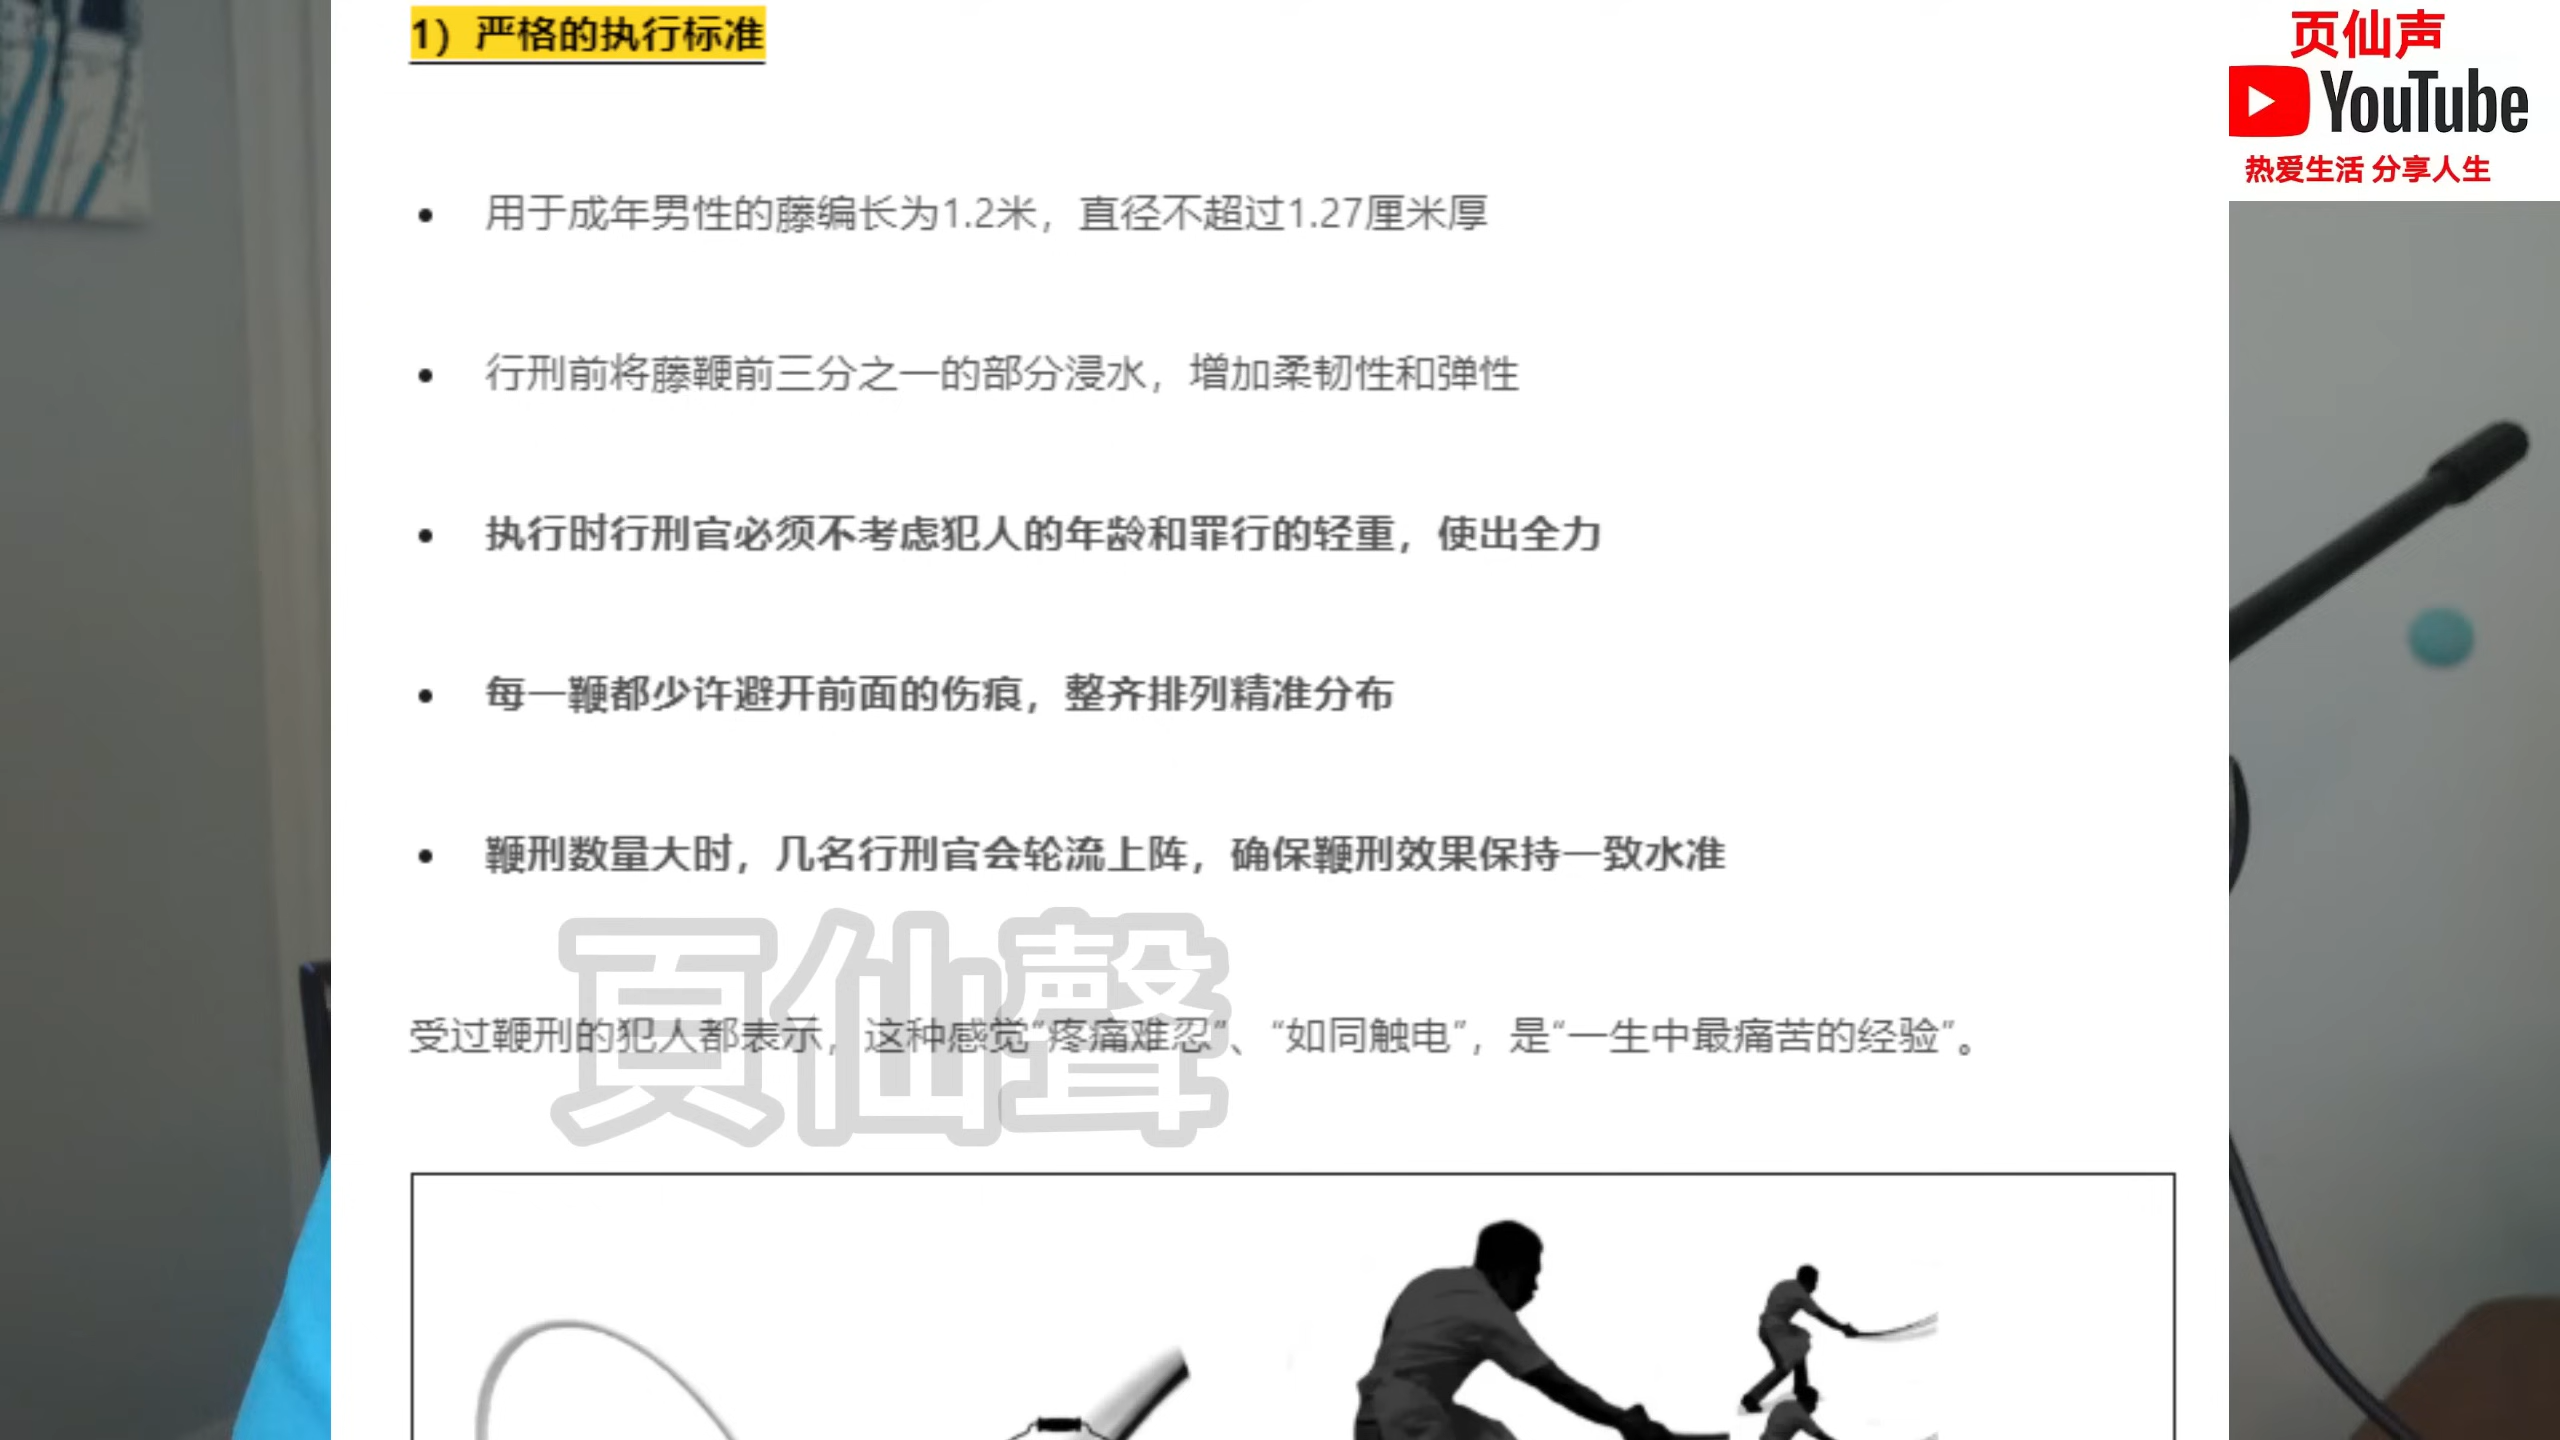 1）严格的执行标准
页仙声
YouTube
热爱生活 分享人生
• 用于成年男性的藤编长为1.2米，直径不超过1.27厘米厚
• 行刑前将藤鞭前三分之一的部分浸水，增加柔韧性和弹性
• 执行时行刑官必须不考虑犯人的年龄和罪行的轻重，使出全力
• 每一鞭都少许避开前面的伤痕，整齐排列精准分布
• 鞭刑数量大时，几名行刑官会轮流上阵，确保鞭刑效果保持一致水准
頁仙聲
受过鞭刑的犯人都表示，这种感觉“疼痛难忍”、“如同触电”，是“一生中最痛苦的经验”。